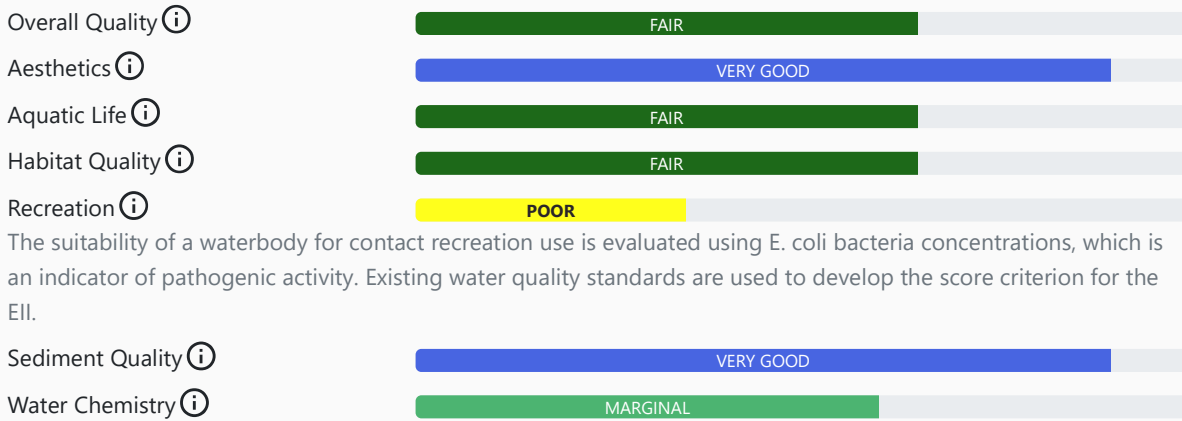 Overall Quality
FAIR
Aesthetics
VERY GOOD
Aquatic Life
FAIR
Habitat Quality
FAIR
Recreation
POOR
The suitability of a waterbody for contact recreation use is evaluated using E. coli bacteria concentrations, which is
an indicator of pathogenic activity. Existing water quality standards are used to develop the score criterion for the
EII.
Sediment Quality
VERY GOOD
Water Chemistry
MARGINAL